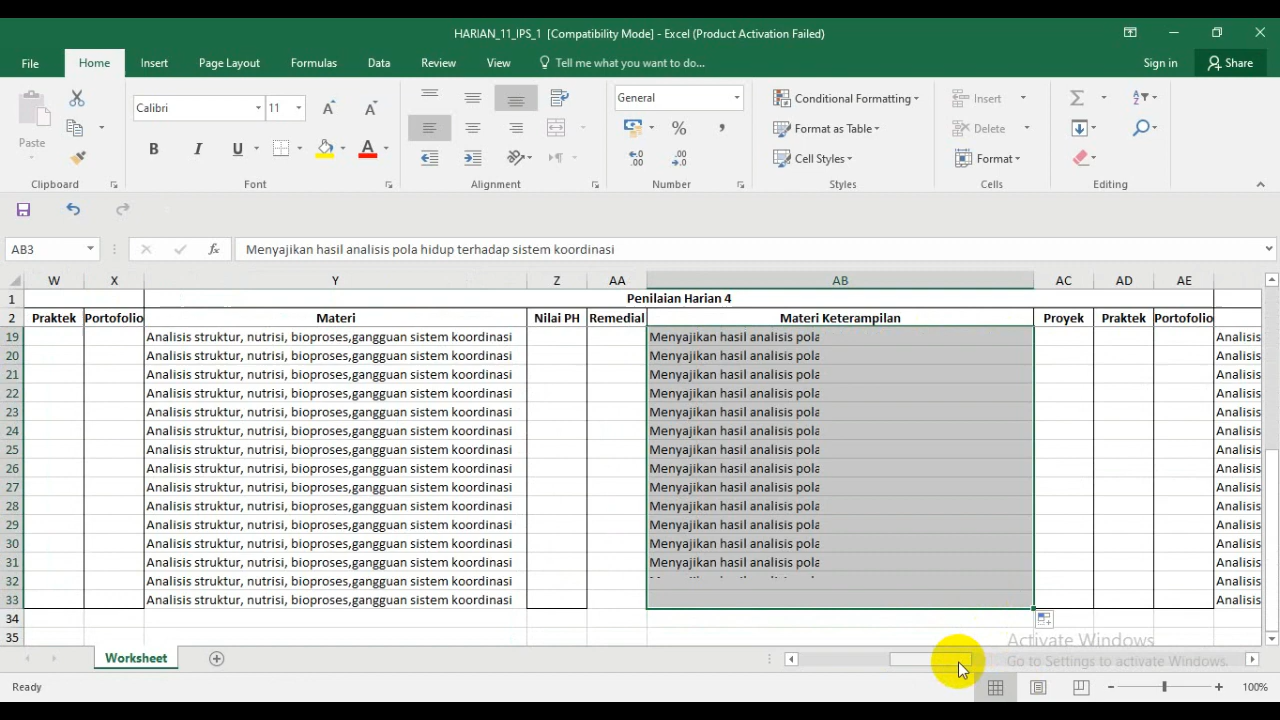 HARIAN_11_IPS_1 [Compatibility Mode] - Excel (Product Activation Failed)
File Home Insert Page Layout Formulas Data Review View Tell me what you want to do... Sign in Share
Paste
Calibri 11
B I U
General
%
Conditional Formatting
Format as Table
Cell Styles
Insert
Delete
Format
Clipboard Font Alignment Number Styles Cells Editing
AB3 fx Menyajikan hasil analisis pola hidup terhadap sistem koordinasi
W X Y Z AA AB AC AD AE
1 Penilaian Harian 4
2 Praktek Portofolio Materi Nilai PH Remedial Materi Keterampilan Proyek Praktek Portofolio
19 Analisis struktur, nutrisi, bioproses,gangguan sistem koordinasi Menyajikan hasil analisis pola Analisis
20 Analisis struktur, nutrisi, bioproses,gangguan sistem koordinasi Menyajikan hasil analisis pola Analisis
21 Analisis struktur, nutrisi, bioproses,gangguan sistem koordinasi Menyajikan hasil analisis pola Analisis
22 Analisis struktur, nutrisi, bioproses,gangguan sistem koordinasi Menyajikan hasil analisis pola Analisis
23 Analisis struktur, nutrisi, bioproses,gangguan sistem koordinasi Menyajikan hasil analisis pola Analisis
24 Analisis struktur, nutrisi, bioproses,gangguan sistem koordinasi Menyajikan hasil analisis pola Analisis
25 Analisis struktur, nutrisi, bioproses,gangguan sistem koordinasi Menyajikan hasil analisis pola Analisis
26 Analisis struktur, nutrisi, bioproses,gangguan sistem koordinasi Menyajikan hasil analisis pola Analisis
27 Analisis struktur, nutrisi, bioproses,gangguan sistem koordinasi Menyajikan hasil analisis pola Analisis
28 Analisis struktur, nutrisi, bioproses,gangguan sistem koordinasi Menyajikan hasil analisis pola Analisis
29 Analisis struktur, nutrisi, bioproses,gangguan sistem koordinasi Menyajikan hasil analisis pola Analisis
30 Analisis struktur, nutrisi, bioproses,gangguan sistem koordinasi Menyajikan hasil analisis pola Analisis
31 Analisis struktur, nutrisi, bioproses,gangguan sistem koordinasi Menyajikan hasil analisis pola Analisis
32 Analisis struktur, nutrisi, bioproses,gangguan sistem koordinasi Analisis
33 Analisis struktur, nutrisi, bioproses,gangguan sistem koordinasi Analisis
34
35
Activate Windows
Go to Settings to activate Windows.
Worksheet
Ready 100%